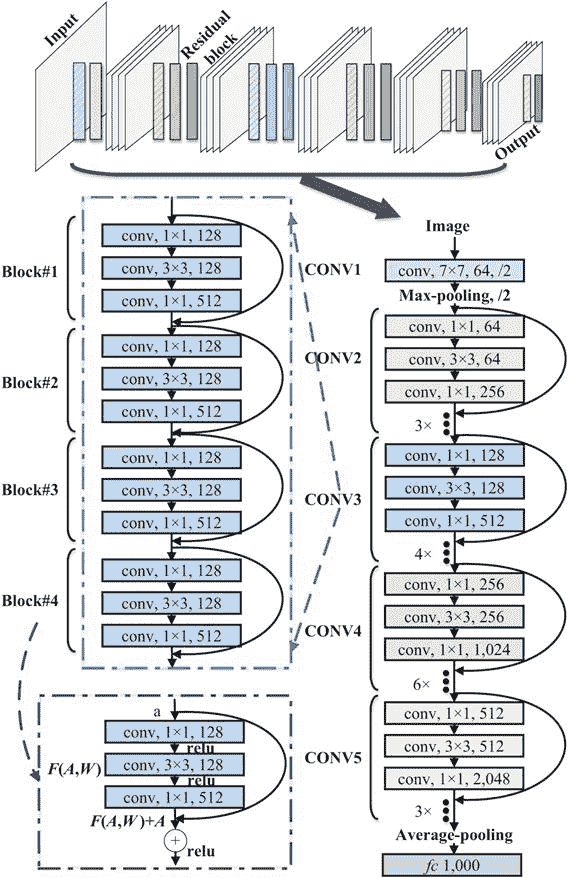 Input
Residual
block
Output
Image
CONV1
conv, 7×7, 64, /2
Max-pooling, /2
CONV2
conv, 1×1, 64
conv, 3×3, 64
conv, 1×1, 256
3×
CONV3
conv, 1×1, 128
conv, 3×3, 128
conv, 1×1, 512
4×
CONV4
conv, 1×1, 256
conv, 3×3, 256
conv, 1×1, 1,024
6×
CONV5
conv, 1×1, 512
conv, 3×3, 512
conv, 1×1, 2,048
3×
Average-pooling
fc 1,000
Block#1
conv, 1×1, 128
conv, 3×3, 128
conv, 1×1, 512
Block#2
conv, 1×1, 128
conv, 3×3, 128
conv, 1×1, 512
Block#3
conv, 1×1, 128
conv, 3×3, 128
conv, 1×1, 512
Block#4
conv, 1×1, 128
conv, 3×3, 128
conv, 1×1, 512
a
conv, 1×1, 128
relu
F(A,W)
conv, 3×3, 128
relu
conv, 1×1, 512
F(A,W)+A
+
relu